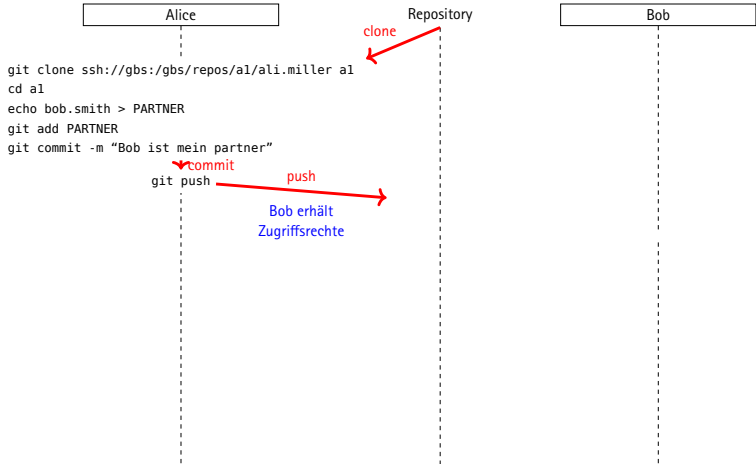 Alice
Repository
Bob
clone
git clone ssh://gbs:/gbs/repos/a1/ali.miller a1
cd a1
echo bob.smith > PARTNER
git add PARTNER
git commit -m “Bob ist mein partner”
commit
git push
push
Bob erhält
Zugriffsrechte